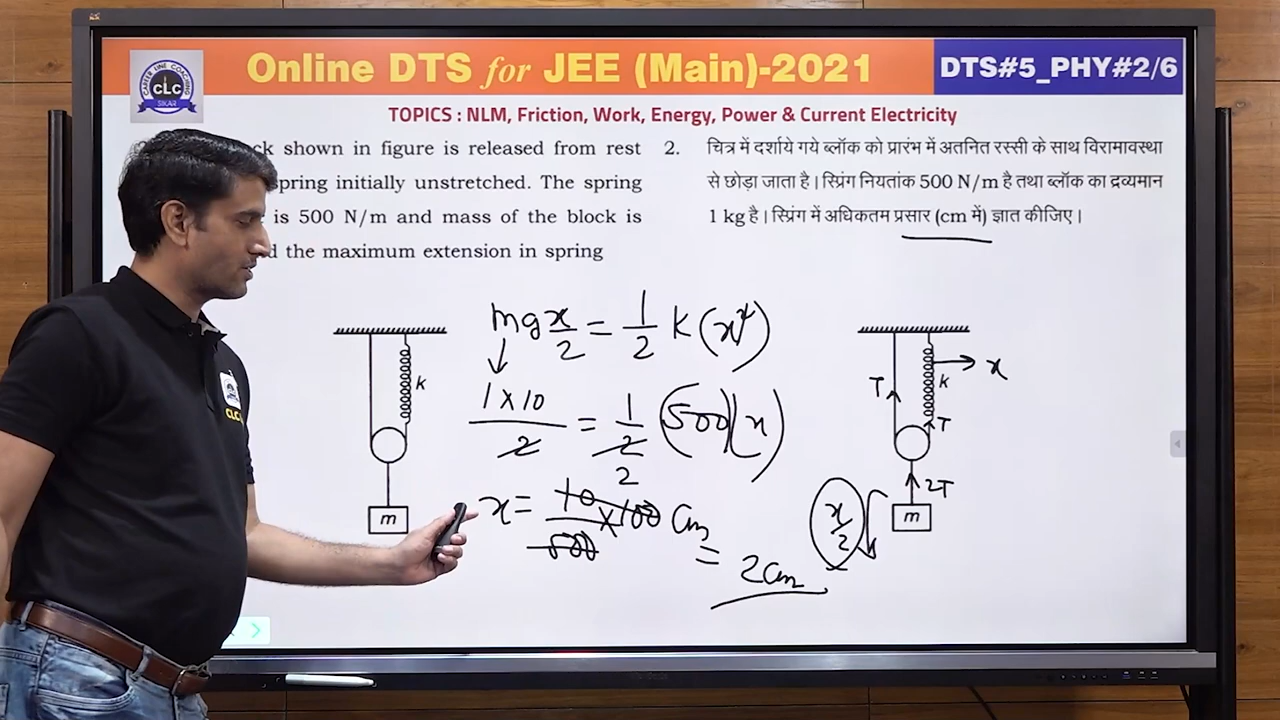 Online DTS for JEE (Main)-2021
DTS#5_PHY#2/6
CAREER LINE COACHING
CLC
SIKAR
TOPICS : NLM, Friction, Work, Energy, Power & Current Electricity
shown in figure is released from rest
spring initially unstretched. The spring
is 500 N/m and mass of the block is
the maximum extension in spring
2. चित्र में दर्शाये गये ब्लॉक को प्रारंभ में अतनित रस्सी के साथ विरामावस्था
से छोड़ा जाता है। स्प्रिंग नियतांक 500 N/m है तथा ब्लॉक का द्रव्यमान
1 kg है। स्प्रिंग में अधिकतम प्रसार (cm में) ज्ञात कीजिए।
k
m
mg x/2 = 1/2 K (x²)
1 X 10 / 2 = 1/2 (500)(x)
2
x = 10/500 × 100 cm
= 2cm
x
k
T
T
2T
x/2
m
CLC